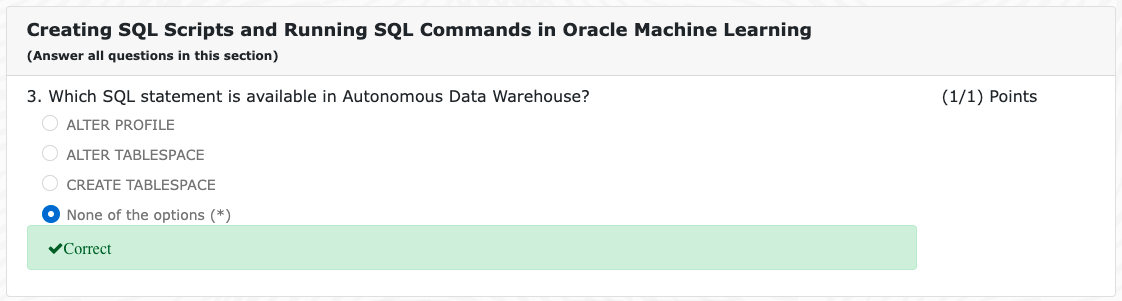 Creating SQL Scripts and Running SQL Commands in Oracle Machine Learning
(Answer all questions in this section)
3. Which SQL statement is available in Autonomous Data Warehouse? (1/1) Points
ALTER PROFILE
ALTER TABLESPACE
CREATE TABLESPACE
None of the options (*)
✔Correct